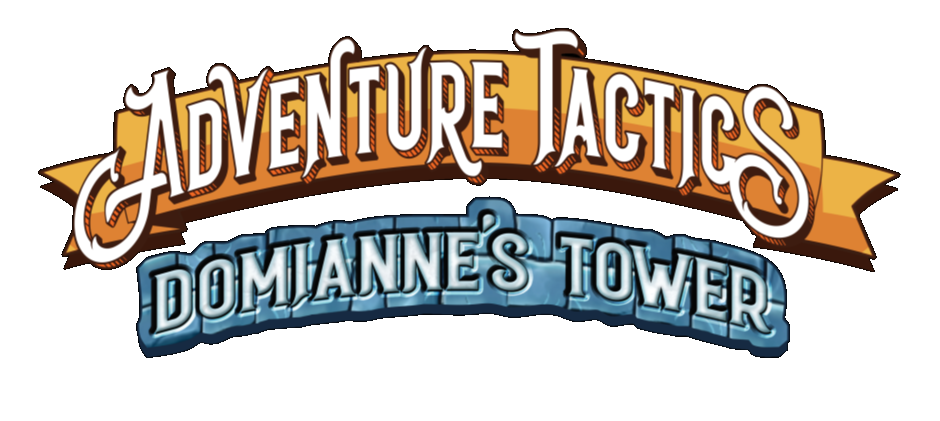 ADVENTURE TACTICS
DOMIANNE'S TOWER